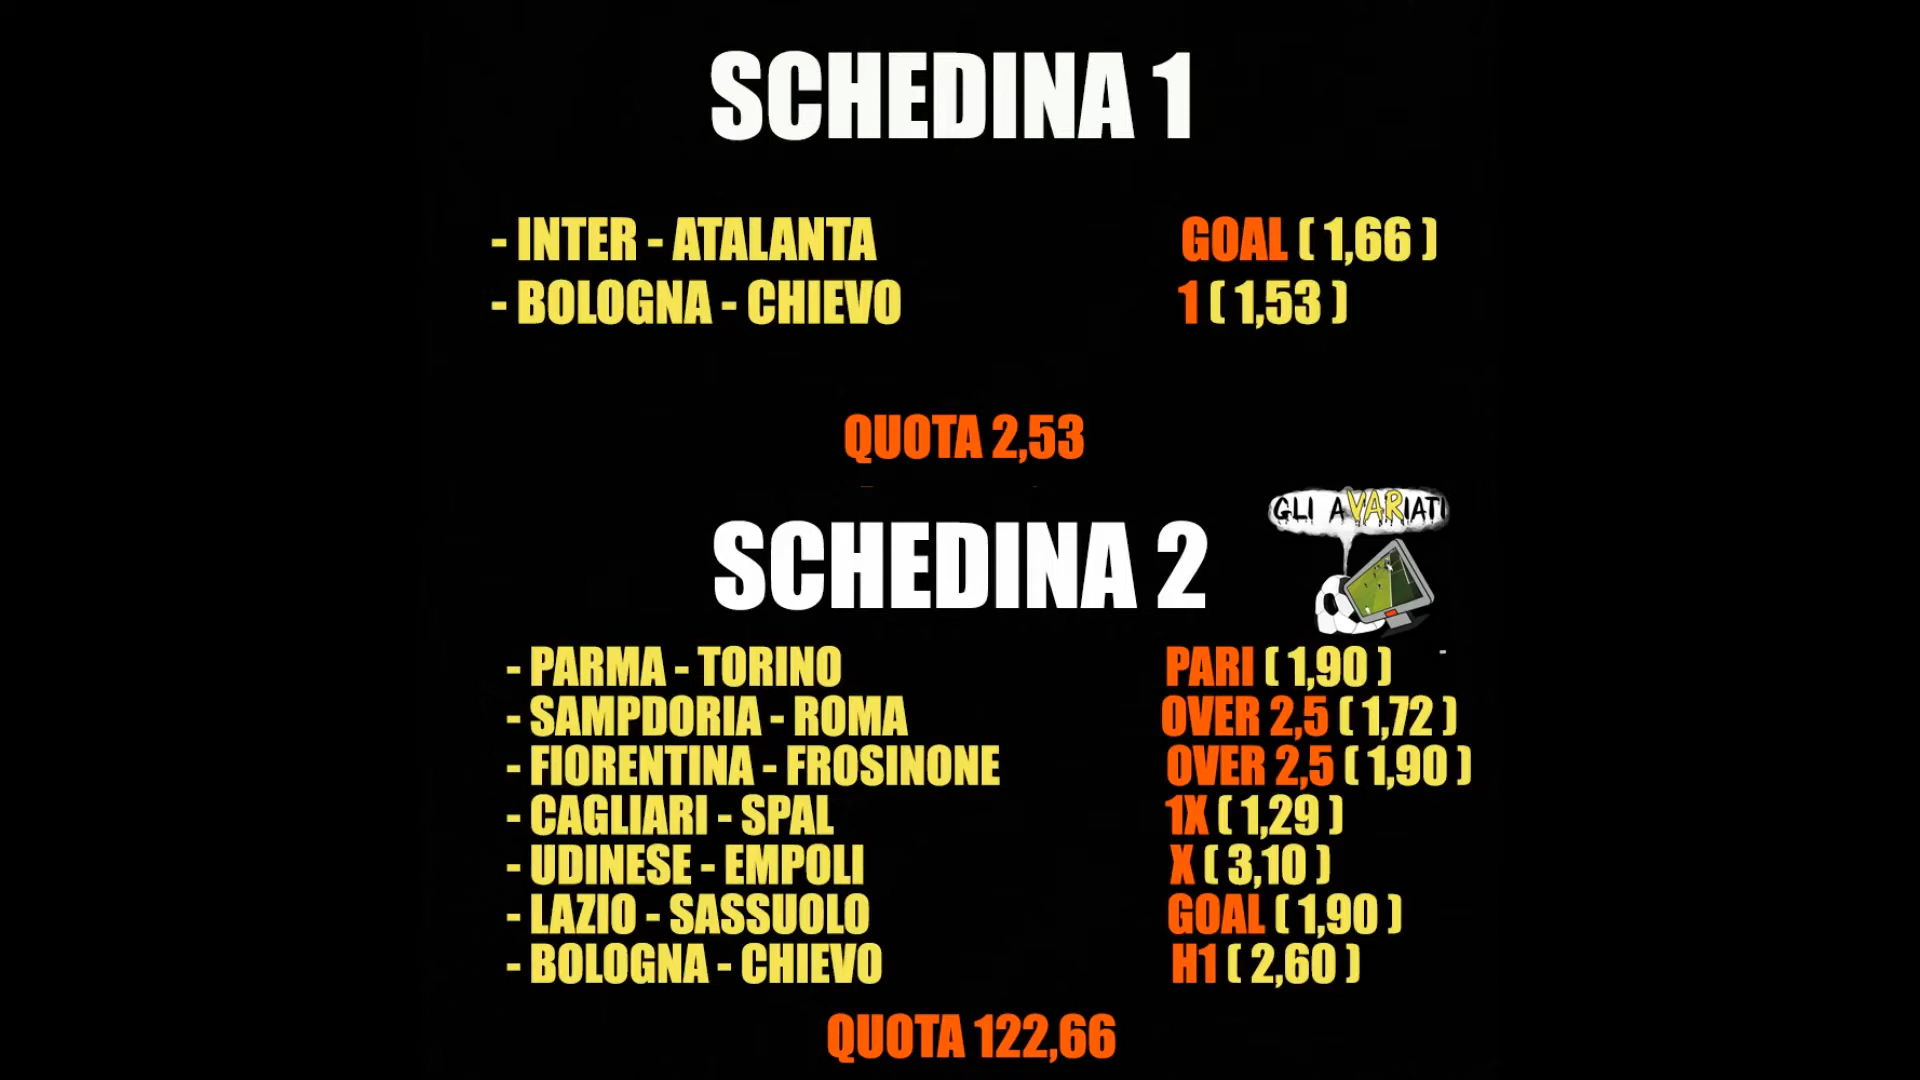 SCHEDINA 1
- INTER - ATALANTA GOAL ( 1,66 )
- BOLOGNA - CHIEVO 1 ( 1,53 )
QUOTA 2,53
GLI AVARIATI
SCHEDINA 2
- PARMA - TORINO PARI ( 1,90 )
- SAMPDORIA - ROMA OVER 2,5 ( 1,72 )
- FIORENTINA - FROSINONE OVER 2,5 ( 1,90 )
- CAGLIARI - SPAL 1X ( 1,29 )
- UDINESE - EMPOLI X ( 3,10 )
- LAZIO - SASSUOLO GOAL ( 1,90 )
- BOLOGNA - CHIEVO H1 ( 2,60 )
QUOTA 122,66